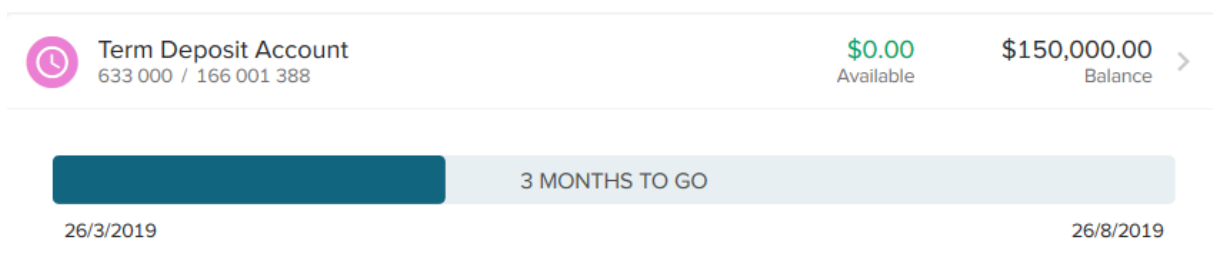 Term Deposit Account $0.00 $150,000.00
633 000 / 166 001 388 Available Balance
3 MONTHS TO GO
26/3/2019 26/8/2019